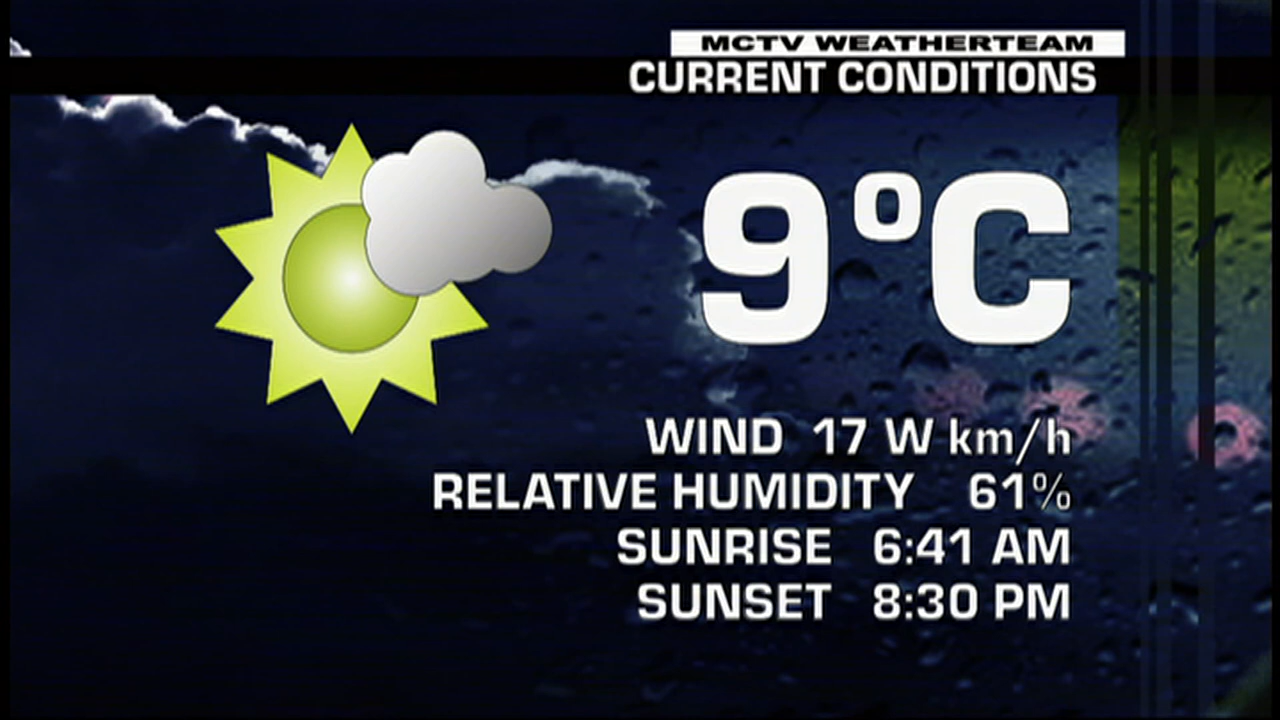 MCTV WEATHERTEAM
CURRENT CONDITIONS
9°C
WIND 17 W km/h
RELATIVE HUMIDITY 61%
SUNRISE 6:41 AM
SUNSET 8:30 PM